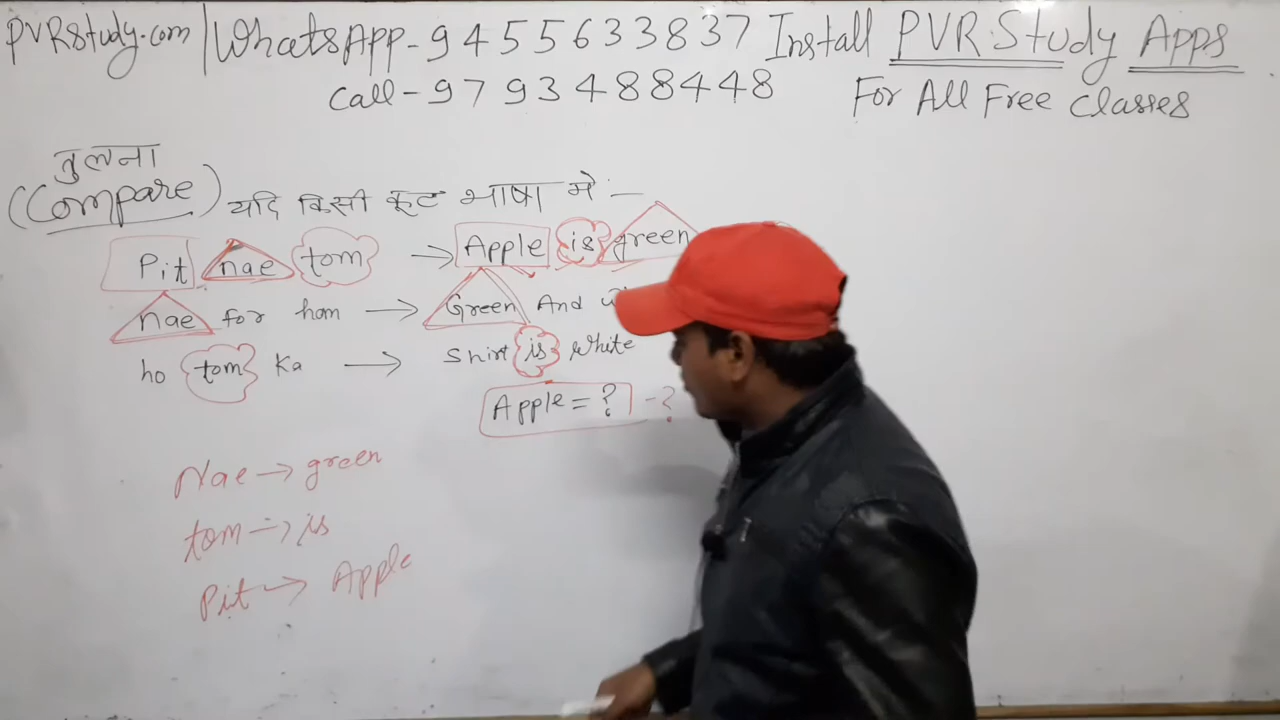 PVRStudy.com | WhatsApp - 9455633837 Install PVR Study Apps
Call - 9793488448 For All Free Classes
तुलना
(Compare) यदि किसी कूट भाषा मे :-
Pit nae tom → Apple is green
nae for ham → Green And
ho tom ka → Shirt is white
Apple = ? - ?
Nae → green
tom → is
Pit → Apple